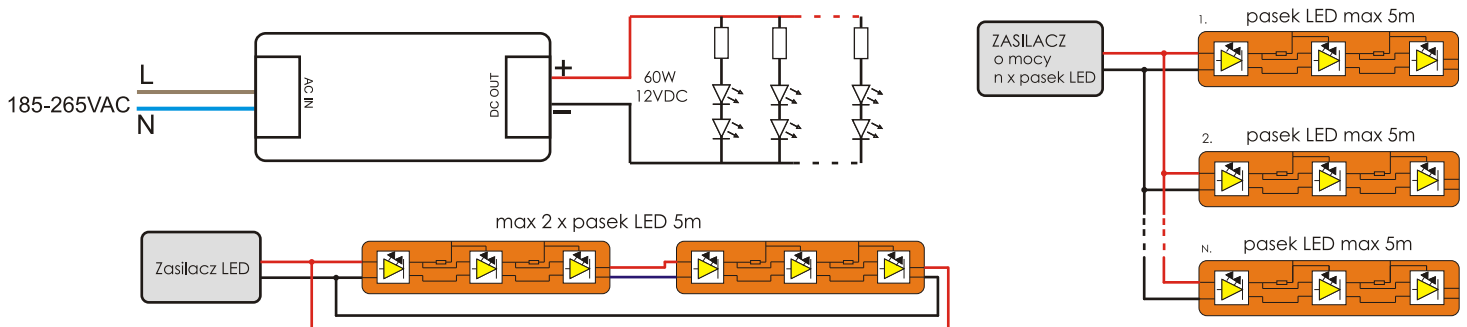 L
185-265VAC
N
AC IN
DC OUT
+
−
60W
12VDC
max 2 x pasek LED 5m
Zasilacz LED
ZASILACZ
o mocy
n x pasek LED
1. pasek LED max 5m
2. pasek LED max 5m
N. pasek LED max 5m